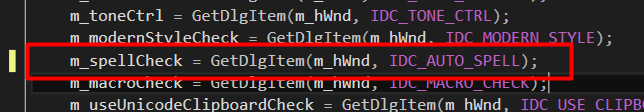 m_toneCtrl = GetDlgItem(m_hWnd, IDC_TONE_CTRL);
m_modernStyleCheck = GetDlgItem(m_hWnd, IDC_MODERN_STYLE);
m_spellCheck = GetDlgItem(m_hWnd, IDC_AUTO_SPELL);
m_macroCheck = GetDlgItem(m_hWnd, IDC_MACRO_CHECK);
m_useUnicodeClipboardCheck = GetDlgItem(m_hWnd, IDC_USE_CLIPB